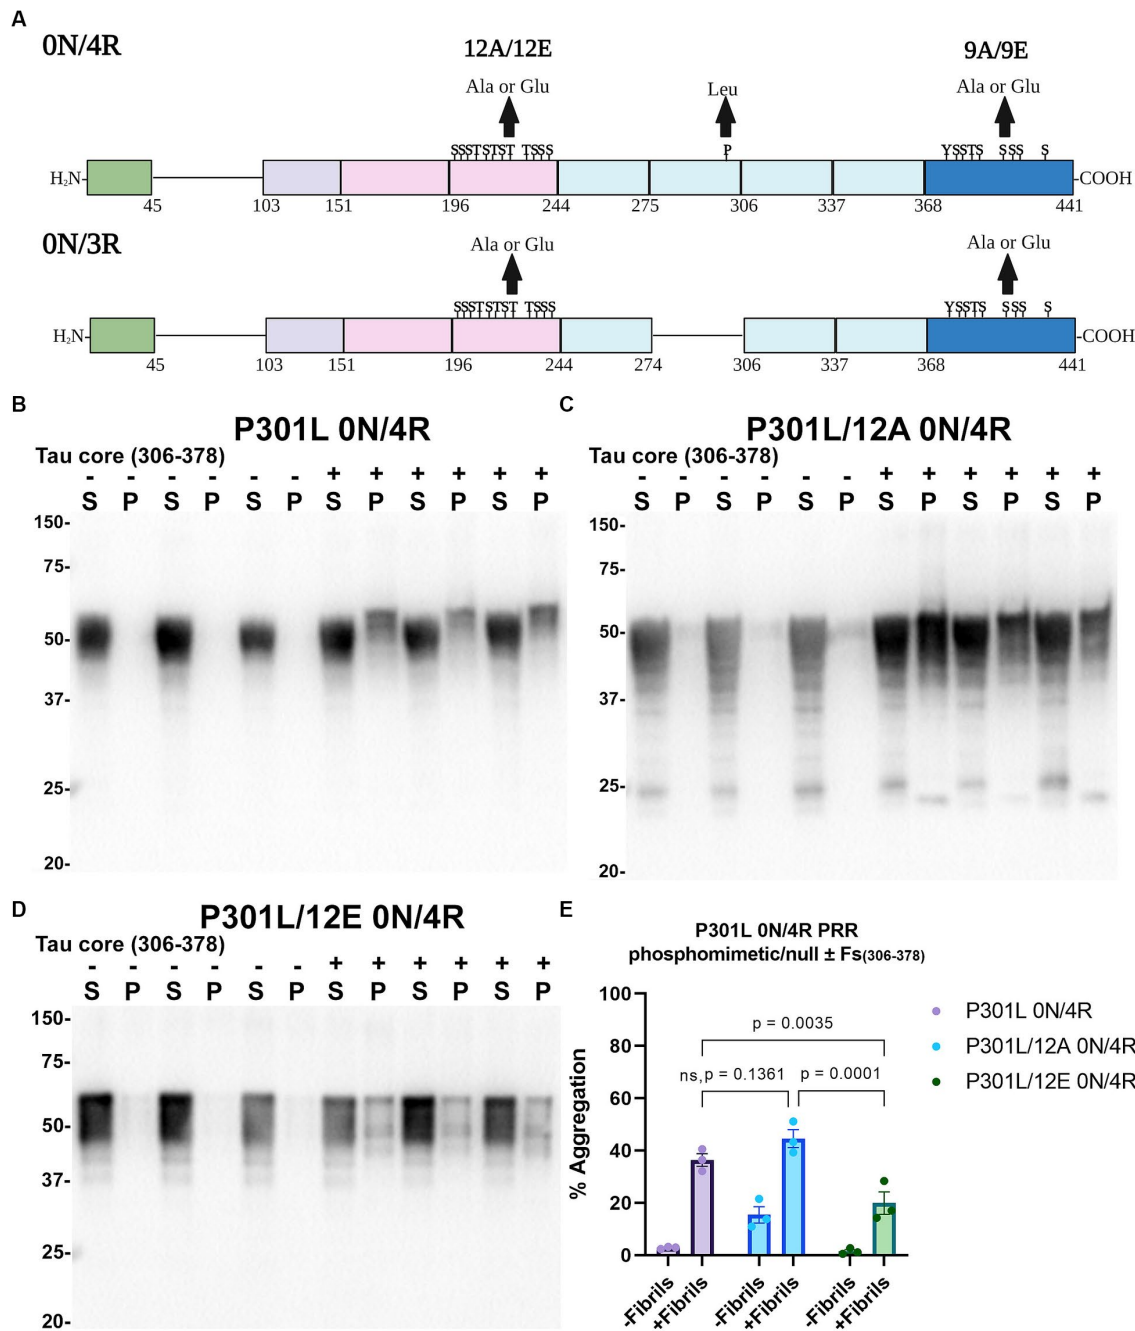 A
0N/4R
12A/12E
9A/9E
Ala or Glu
Leu
Ala or Glu
SSSTSTST TSSS
P
YSSTS SSS S
H₂N-
-COOH
45 103 151 196 244 275 306 337 368 441
0N/3R
Ala or Glu
Ala or Glu
SSSTSTST TSSS
YSSTS SSS S
H₂N-
-COOH
45 103 151 196 244 274 306 337 368 441
B
P301L 0N/4R
Tau core (306-378)
- - - - - - + + + + + +
S P S P S P S P S P S P
150-
75-
50-
37-
25-
20-
C
P301L/12A 0N/4R
Tau core (306-378)
- - - - - - + + + + + +
S P S P S P S P S P S P
150-
75-
50-
37-
25-
20-
D
P301L/12E 0N/4R
Tau core (306-378)
- - - - - - + + + + + +
S P S P S P S P S P S P
150-
75-
50-
37-
25-
20-
E
P301L 0N/4R PRR
phosphomimetic/null ± Fs(306-378)
% Aggregation
100
80
60
40
20
0
p = 0.0035
ns,p = 0.1361
p = 0.0001
-Fibrils
+Fibrils
-Fibrils
+Fibrils
-Fibrils
+Fibrils
P301L 0N/4R
P301L/12A 0N/4R
P301L/12E 0N/4R